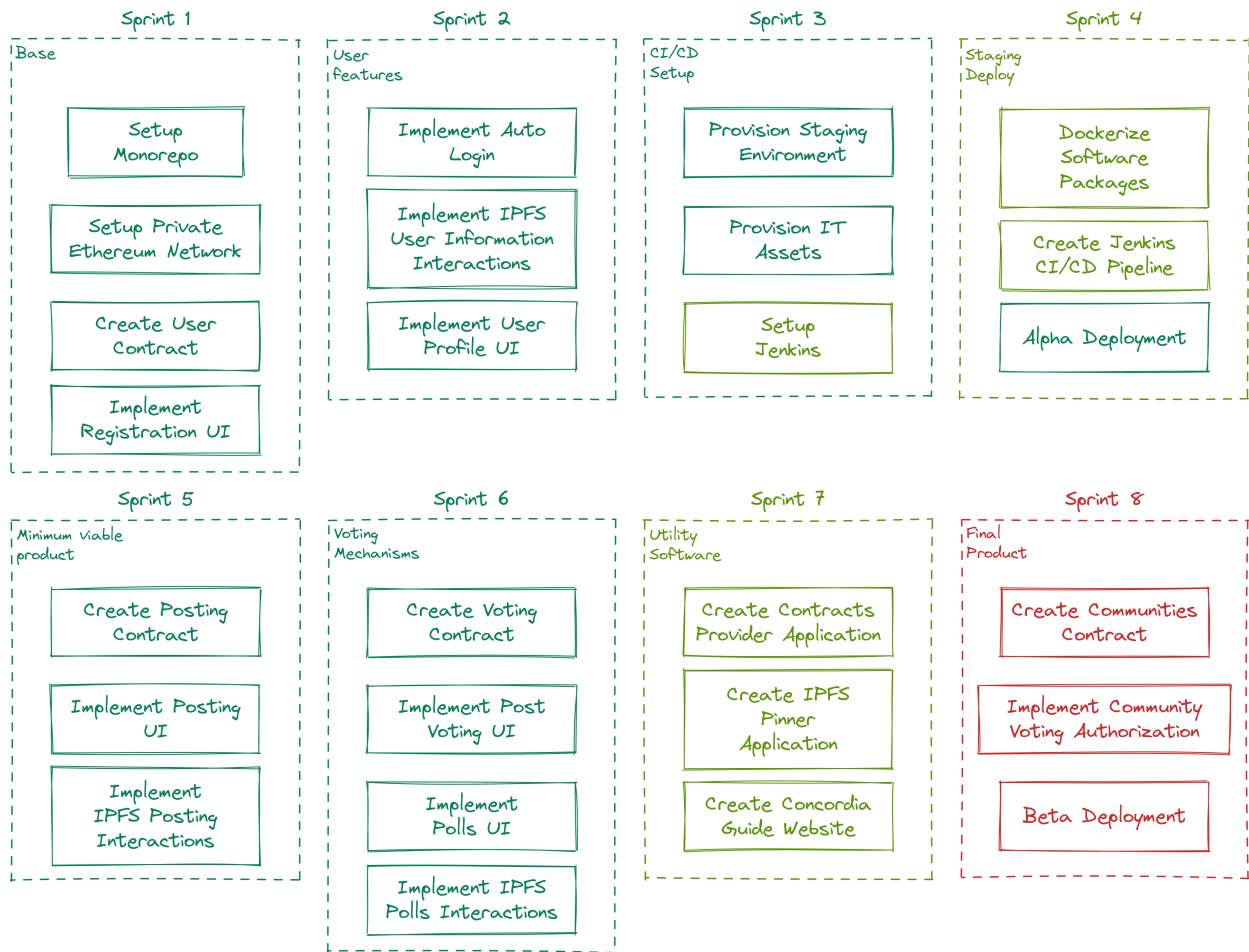 Sprint 1
Base
Setup
Monorepo
Setup Private
Ethereum Network
Create User
Contract
Implement
Registration UI
Sprint 2
User
features
Implement Auto
Login
Implement IPFS
User Information
Interactions
Implement User
Profile UI
Sprint 3
CI/CD
Setup
Provision Staging
Environment
Provision IT
Assets
Setup
Jenkins
Sprint 4
Staging
Deploy
Dockerize
Software
Packages
Create Jenkins
CI/CD Pipeline
Alpha Deployment
Sprint 5
Minimum viable
product
Create Posting
Contract
Implement Posting
UI
Implement
IPFS Posting
Interactions
Sprint 6
Voting
Mechanisms
Create Voting
Contract
Implement Post
Voting UI
Implement
Polls UI
Implement IPFS
Polls Interactions
Sprint 7
Utility
Software
Create Contracts
Provider Application
Create IPFS
Pinner
Application
Create Concordia
Guide Website
Sprint 8
Final
Product
Create Communities
Contract
Implement Community
Voting Authorization
Beta Deployment